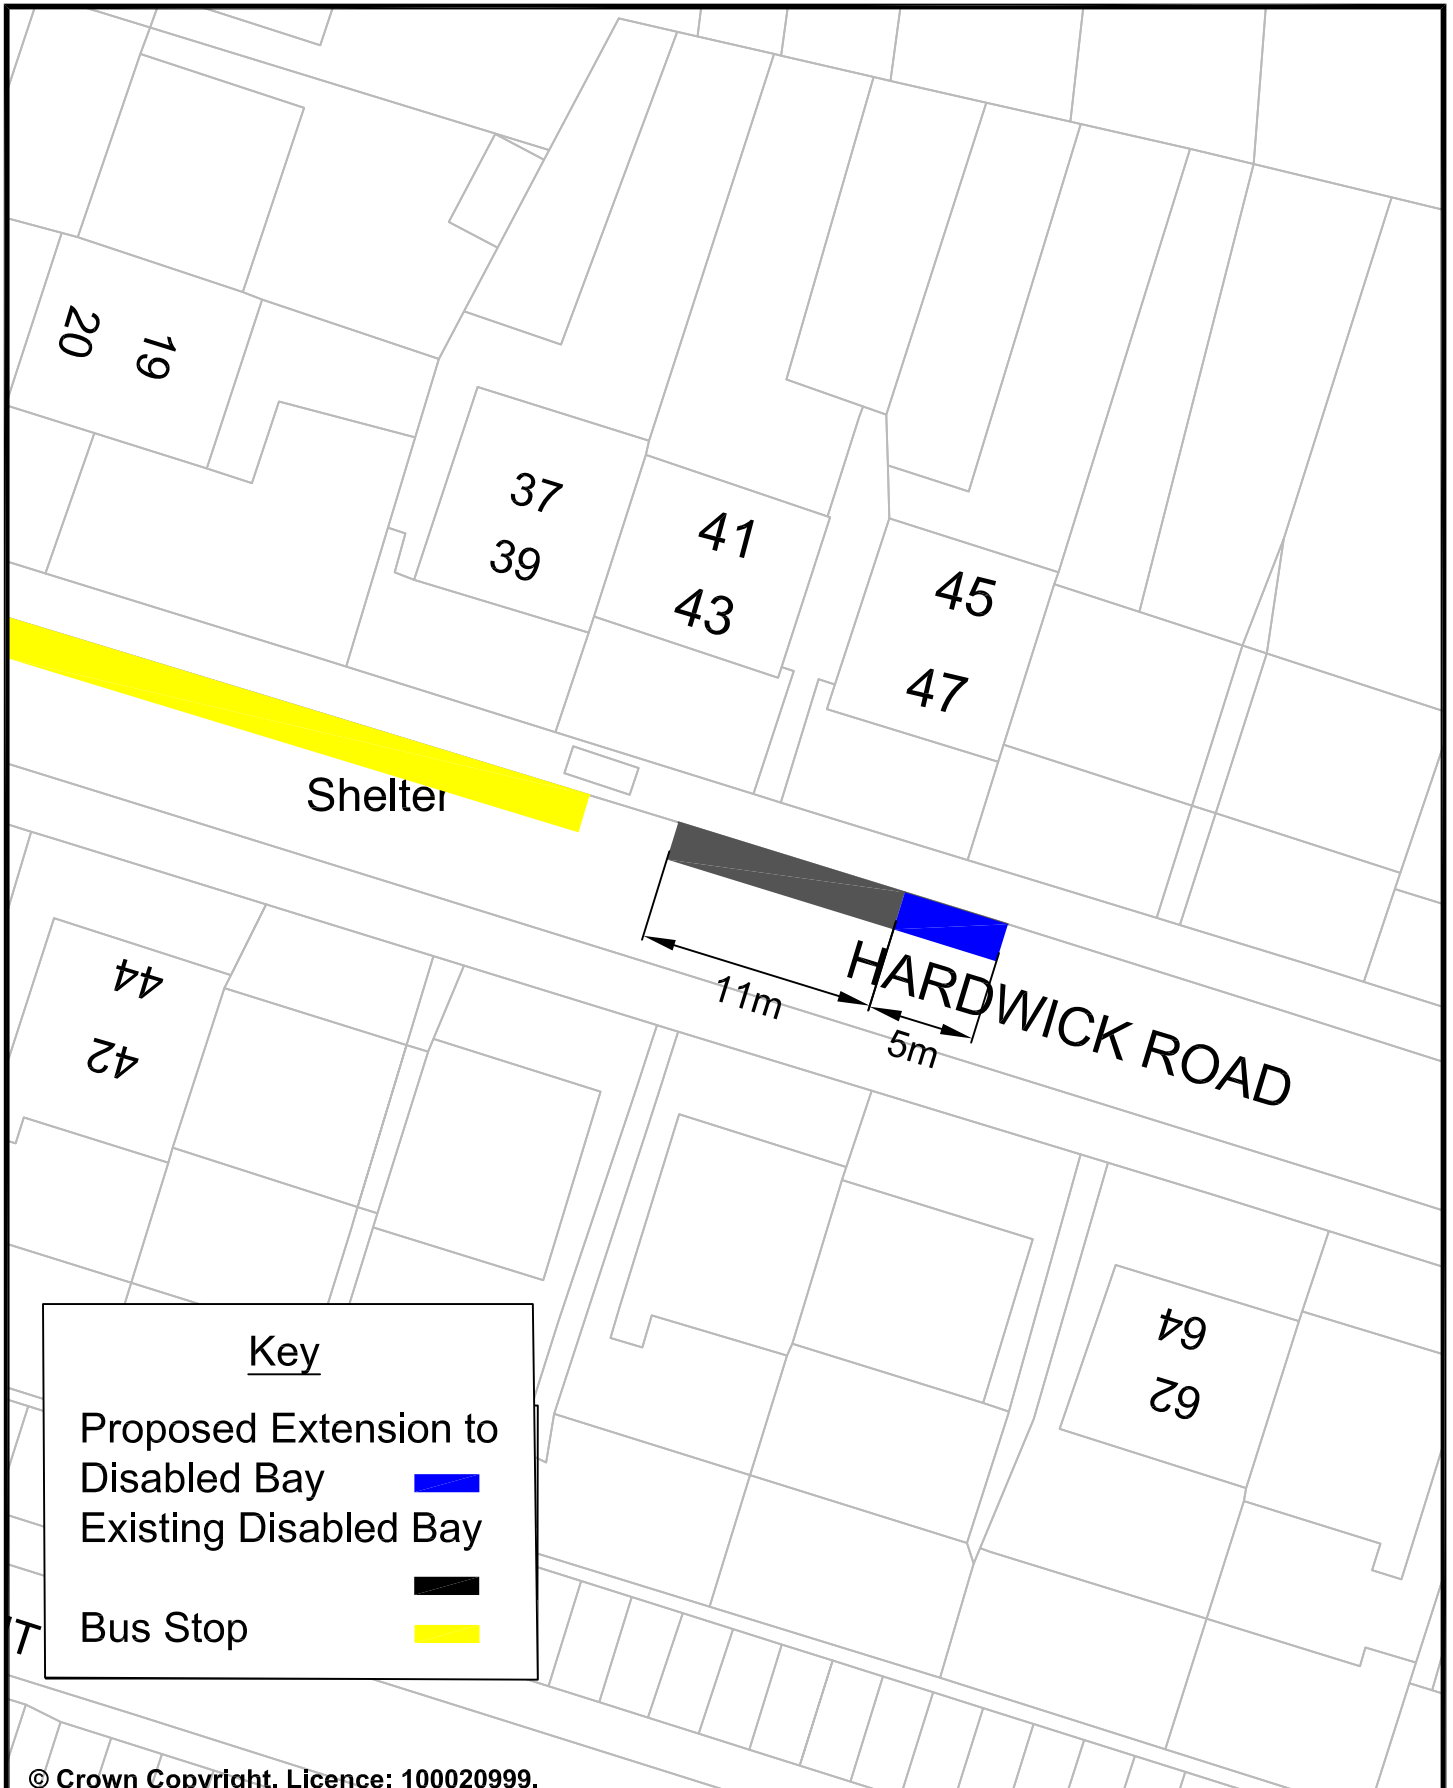 20
19
37
39
41
43
45
47
Shelter
11m
5m
HARDWICK ROAD
44
42
64
62
Key
Proposed Extension to
Disabled Bay
Existing Disabled Bay
Bus Stop
© Crown Copyright. Licence: 100020999.